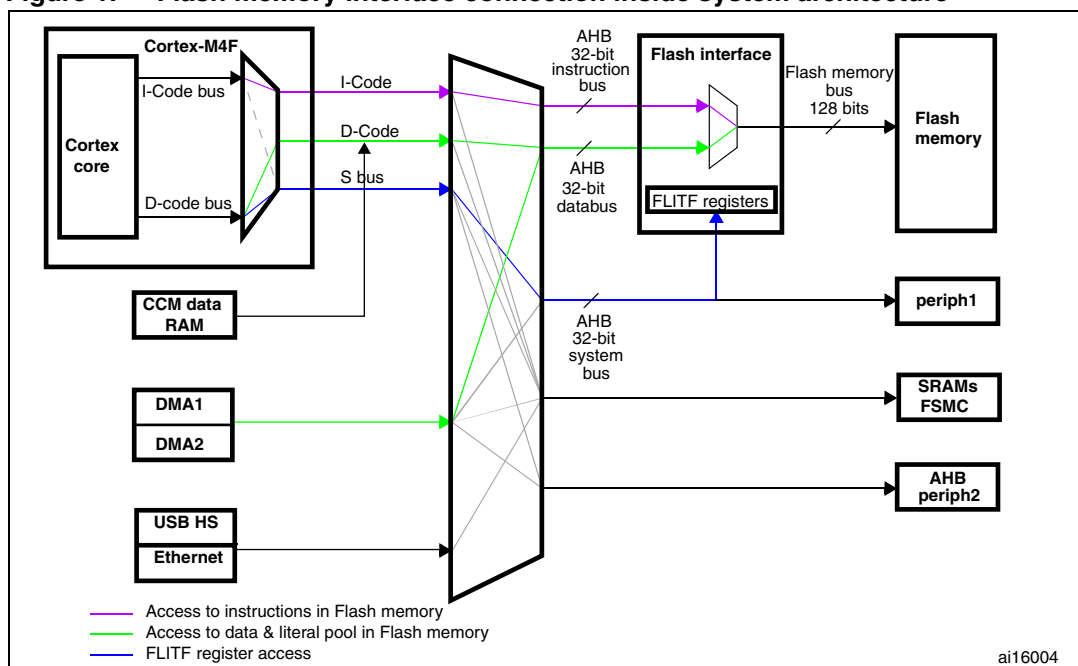 Figure 1. Flash memory interface connection inside system architecture
Cortex-M4F
Cortex
core
I-Code bus
D-code bus
I-Code
D-Code
S bus
AHB
32-bit
instruction
bus
AHB
32-bit
databus
Flash interface
FLITF registers
Flash memory
bus
128 bits
Flash
memory
CCM data
RAM
AHB
32-bit
system
bus
periph1
DMA1
DMA2
SRAMs
FSMC
AHB
periph2
USB HS
Ethernet
Access to instructions in Flash memory
Access to data & literal pool in Flash memory
FLITF register access
ai16004